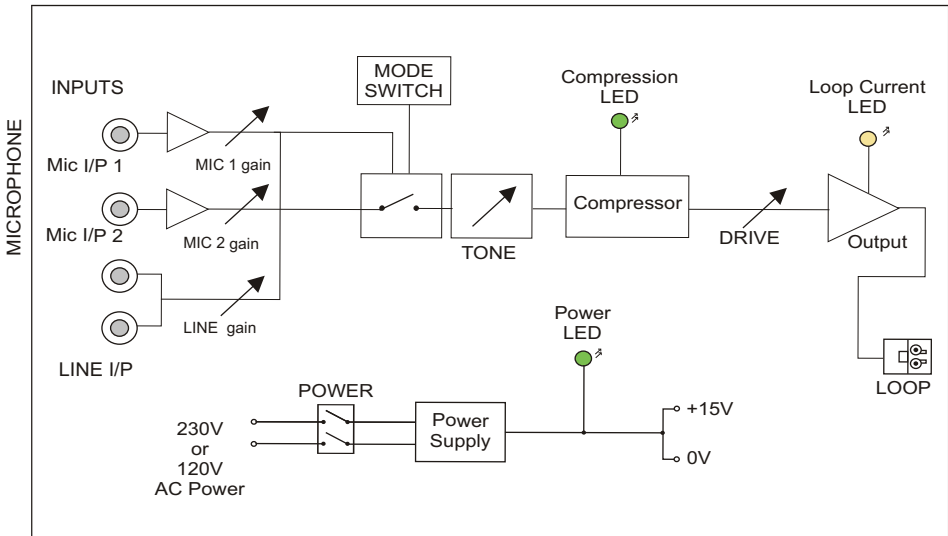 MICROPHONE
INPUTS
Mic I/P 1
MIC 1 gain
Mic I/P 2
MIC 2 gain
LINE gain
LINE I/P
MODE
SWITCH
TONE
Compression
LED
Compressor
DRIVE
Loop Current
LED
Output
LOOP
Power
LED
POWER
230V
or
120V
AC Power
Power
Supply
+15V
0V